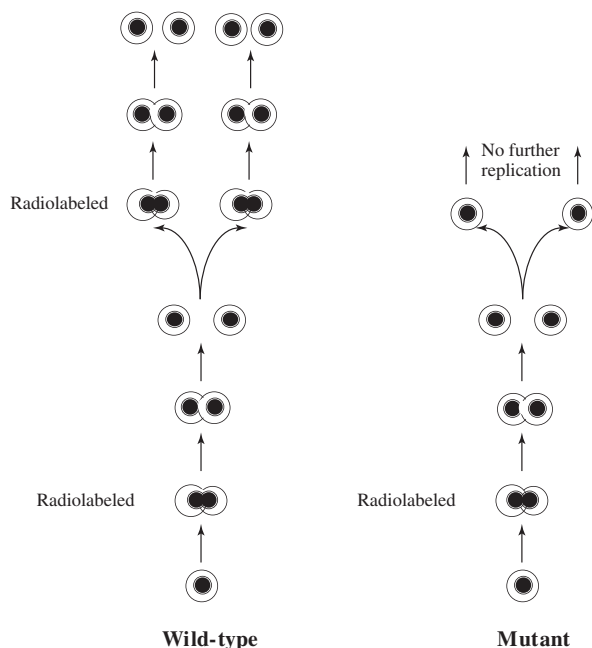 No further
replication
Radiolabeled
Radiolabeled
Radiolabeled
Wild-type
Mutant